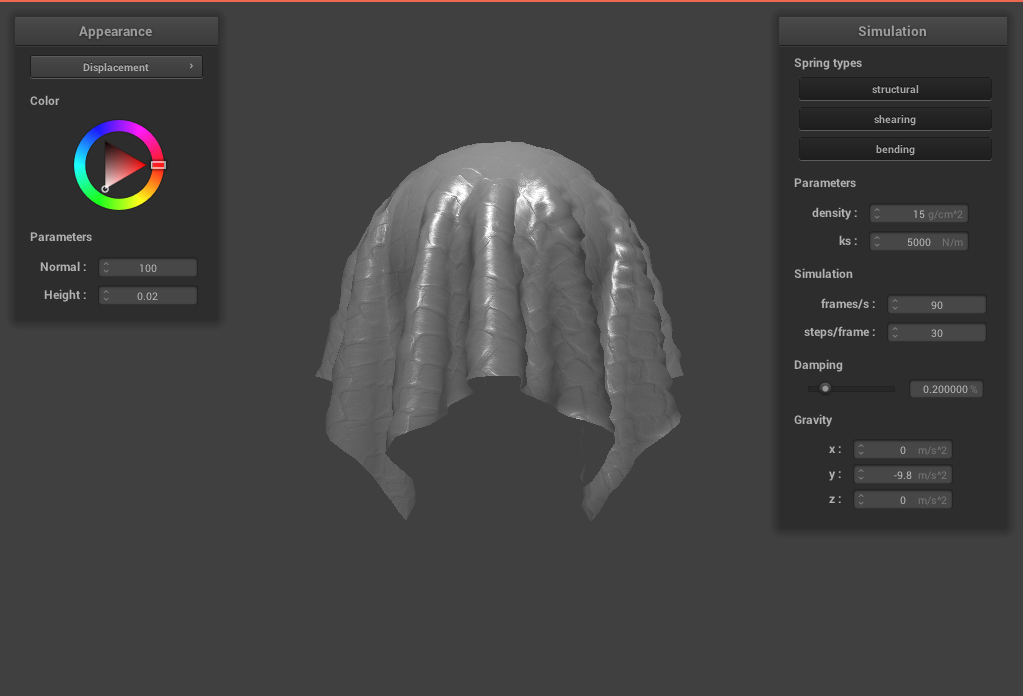 Appearance
Displacement
Color
Parameters
Normal : 100
Height : 0.02
Simulation
Spring types
structural
shearing
bending
Parameters
density : 15 g/cm^2
ks : 5000 N/m
Simulation
frames/s : 90
steps/frame : 30
Damping
0.200000 %
Gravity
x : 0 m/s^2
y : -9.8 m/s^2
z : 0 m/s^2